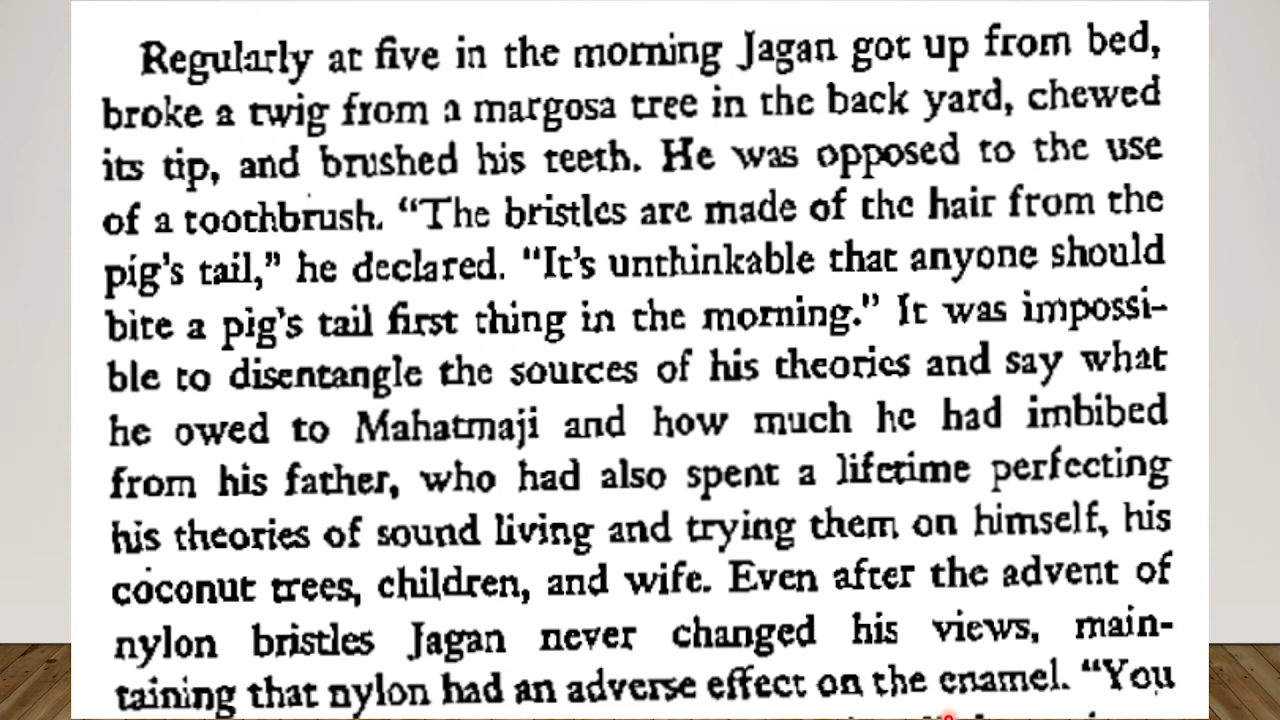 Regularly at five in the morning Jagan got up from bed,
broke a twig from a margosa tree in the back yard, chewed
its tip, and brushed his teeth. He was opposed to the use
of a toothbrush. “The bristles are made of the hair from the
pig’s tail,” he declared. “It’s unthinkable that anyone should
bite a pig’s tail first thing in the morning.” It was impossi-
ble to disentangle the sources of his theories and say what
he owed to Mahatmaji and how much he had imbibed
from his father, who had also spent a lifetime perfecting
his theories of sound living and trying them on himself, his
coconut trees, children, and wife. Even after the advent of
nylon bristles Jagan never changed his views, main-
taining that nylon had an adverse effect on the enamel. “You